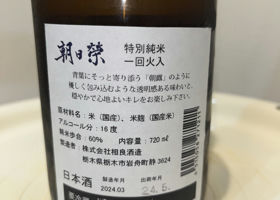 朝日榮
特別純米
一回火入
青葉にそっと寄り添う「朝露」のように
優しく包み込むような透明感ある味わいと、
穏やかで心地よいキレをお楽しみください。
原材料名：米（国産）、米麹（国産米）
アルコール分：16度
精米歩合：60%　内容量：720㎖
製造者：株式会社相良酒造
栃木県栃木市岩舟町静3624
日本酒
製造年月
2024.03
出荷年月
24.5.